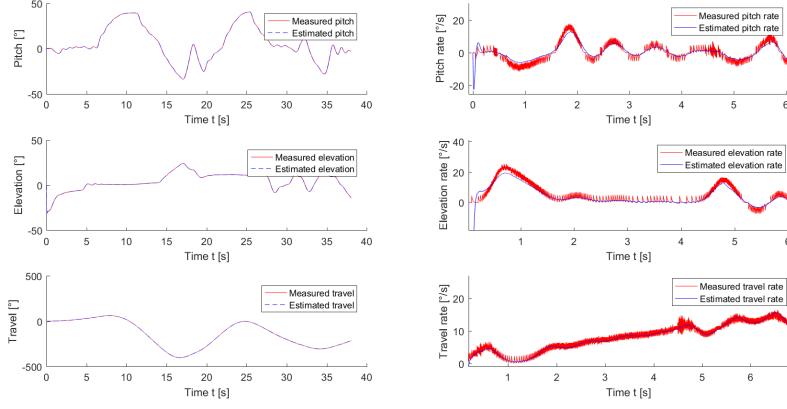 50
0
-50
Pitch [°]
0 5 10 15 20 25 30 35 40
Time t [s]
Measured pitch
Estimated pitch
20
0
-20
Pitch rate [°/s]
0 1 2 3 4 5 6
Time t [s]
Measured pitch rate
Estimated pitch rate
50
0
-50
Elevation [°]
0 5 10 15 20 25 30 35 40
Time t [s]
Measured elevation
Estimated elevation
40
20
0
Elevation rate [°/s]
1 2 3 4 5 6
Time t [s]
Measured elevation rate
Estimated elevation rate
500
0
-500
Travel [°]
0 5 10 15 20 25 30 35 40
Time t [s]
Measured travel
Estimated travel
20
10
0
Travel rate [°/s]
1 2 3 4 5 6
Time t [s]
Measured travel rate
Estimated travel rate